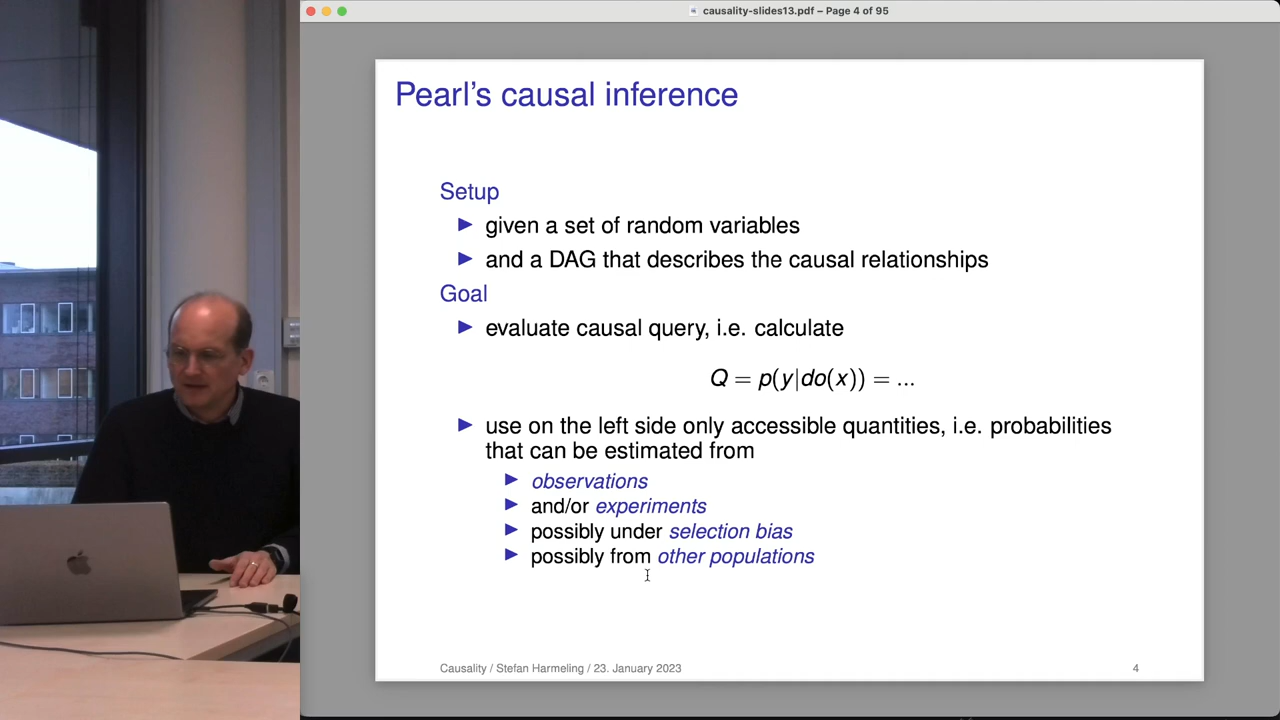 causality-slides13.pdf – Page 4 of 95
Pearl's causal inference
Setup
▶ given a set of random variables
▶ and a DAG that describes the causal relationships
Goal
▶ evaluate causal query, i.e. calculate
Q = p(y|do(x)) = ...
▶ use on the left side only accessible quantities, i.e. probabilities
that can be estimated from
▶ observations
▶ and/or experiments
▶ possibly under selection bias
▶ possibly from other populations
Causality / Stefan Harmeling / 23. January 2023
4